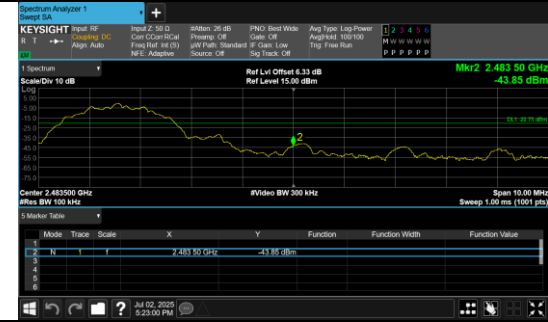 Spectrum Analyzer 1
Swept SA
+
KEYSIGHT Input: RF Input Z: 50 Ω #Atten: 26 dB PNO: Best Wide Avg Type: Log-Power 1 2 3 4 5 6
R T Coupling: DC Corr CCorr RCal Preamp: Off Gate: Off Avg|Hold: 100/100 M W W W W W
Align: Auto Freq Ref: Int (S) µW Path: Standard IF Gain: Low Trig: Free Run P P P P P P
NFE: Adaptive Source: Off Sig Track: Off
1 Spectrum Ref Lvl Offset 6.33 dB Mkr2 2.483 50 GHz
Scale/Div 10 dB Ref Level 15.00 dBm -43.85 dBm
Log
5.00
-5.00
-15.0
DL1 -20.75 dBm
-25.0
2
-35.0
-45.0
-55.0
-65.0
-75.0
Center 2.483500 GHz #Video BW 300 kHz Span 10.00 MHz
#Res BW 100 kHz Sweep 1.00 ms (1001 pts)
5 Marker Table
Mode Trace Scale X Y Function Function Width Function Value
1
2 N 1 f 2.483 50 GHz -43.85 dBm
3
4
5
6
? Jul 02, 2025
5:23:00 PM